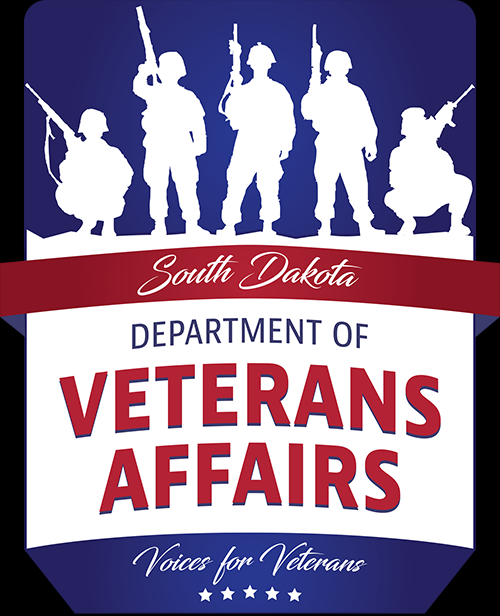 South Dakota
DEPARTMENT OF
VETERANS
AFFAIRS
Voices for Veterans